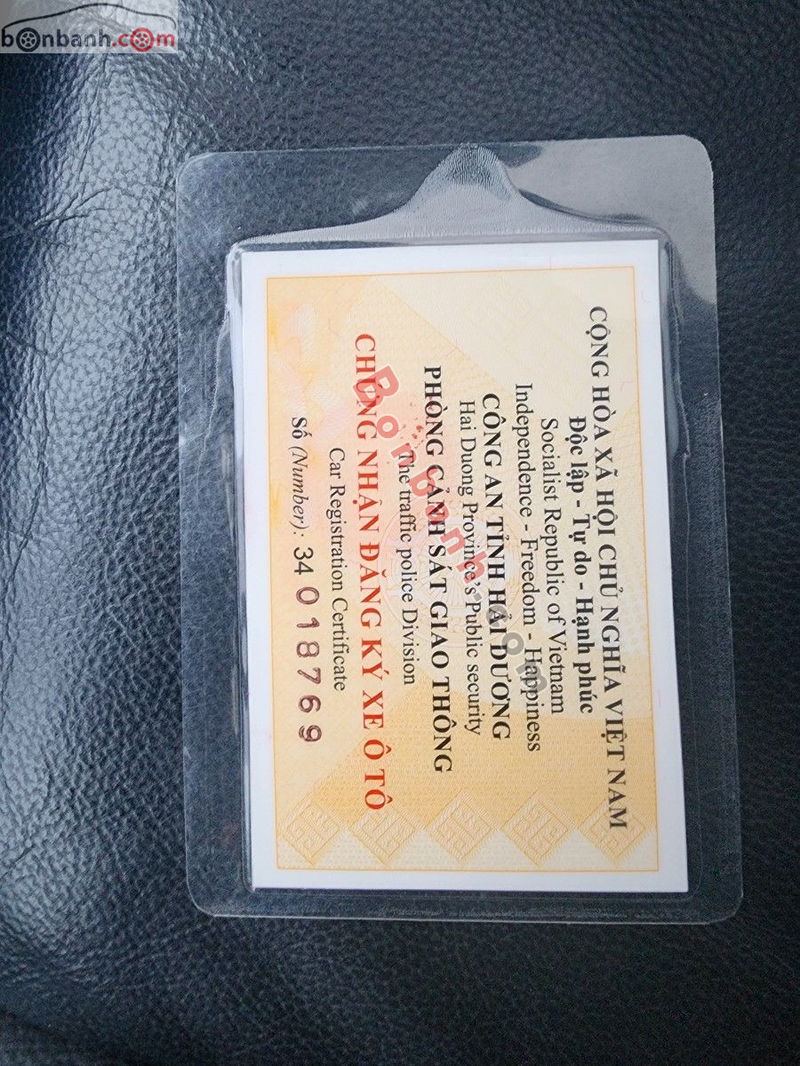 bonbanh.com
CỘNG HÒA XÃ HỘI CHỦ NGHĨA VIỆT NAM
Độc lập - Tự do - Hạnh phúc
Socialist Republic of Vietnam
Independence - Freedom - Happiness
CÔNG AN TỈNH HẢI DƯƠNG
Hai Duong Province's Public security
PHÒNG CẢNH SÁT GIAO THÔNG
The traffic police Division
CHỨNG NHẬN ĐĂNG KÝ XE Ô TÔ
Car Registration Certificate
Số (Number): 34 018769
Bonbanh.com